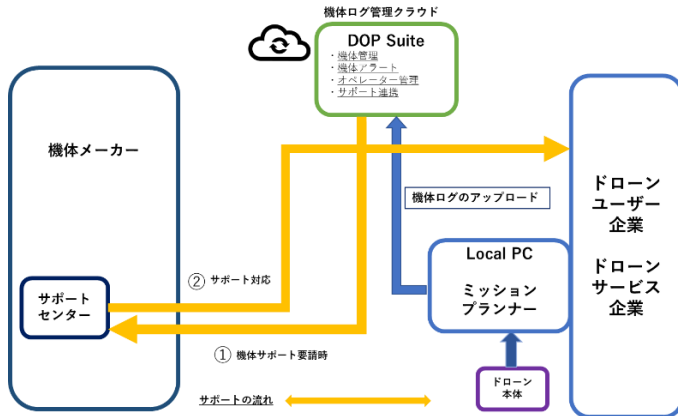 機体ログ管理クラウド
DOP Suite
・機体管理
・機体アラート
・オペレーター管理
・サポート連携
機体メーカー
機体ログのアップロード
ドローン
ユーザー
企業
ドローン
サービス
企業
Local PC
ミッション
プランナー
② サポート対応
サポート
センター
① 機体サポート要請時
ドローン
本体
サポートの流れ